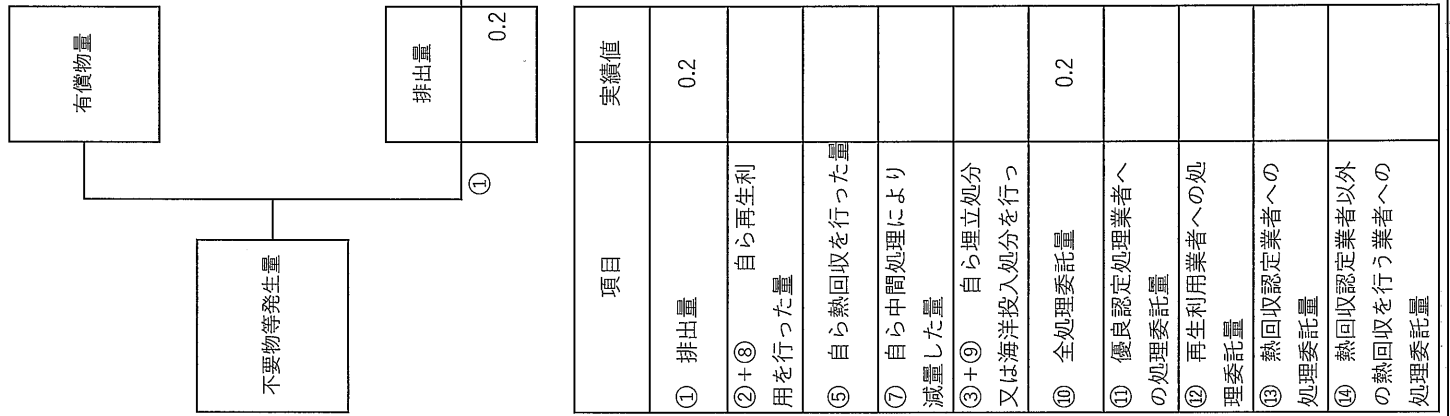 有償物量
不要物等発生量
①
排出量
0.2
項目
実績値
① 排出量
0.2
②+⑧ 自ら再生利
用を行った量
⑤ 自ら熱回収を行った量
⑦ 自ら中間処理により
減量した量
③+⑨ 自ら埋立処分
又は海洋投入処分を行っ
⑩ 全処理委託量
0.2
⑪ 優良認定処理業者へ
の処理委託量
⑫ 再生利用業者への処
理委託量
⑬ 熱回収認定業者への
処理委託量
⑭ 熱回収認定業者以外
の熱回収を行う業者への
処理委託量